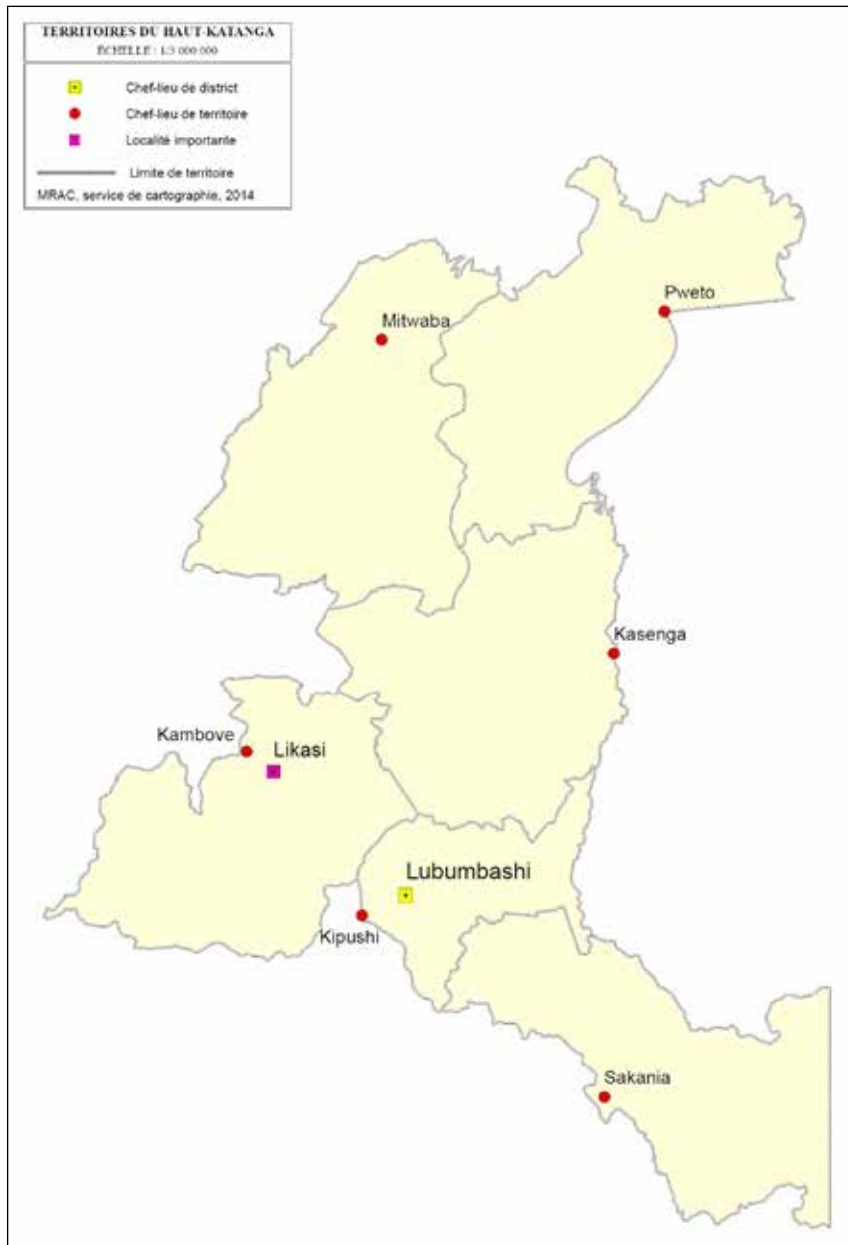 TERRITOIRES DU HAUT-KATANGA
ECHELLE : 1/3 000 000
Chef-lieu de district
Chef-lieu de territoire
Localité importante
Limite de territoire
MRAC, service de cartographie, 2014
Pweto
Mitwaba
Kasenga
Kambove
Likasi
Lubumbashi
Kipushi
Sakania